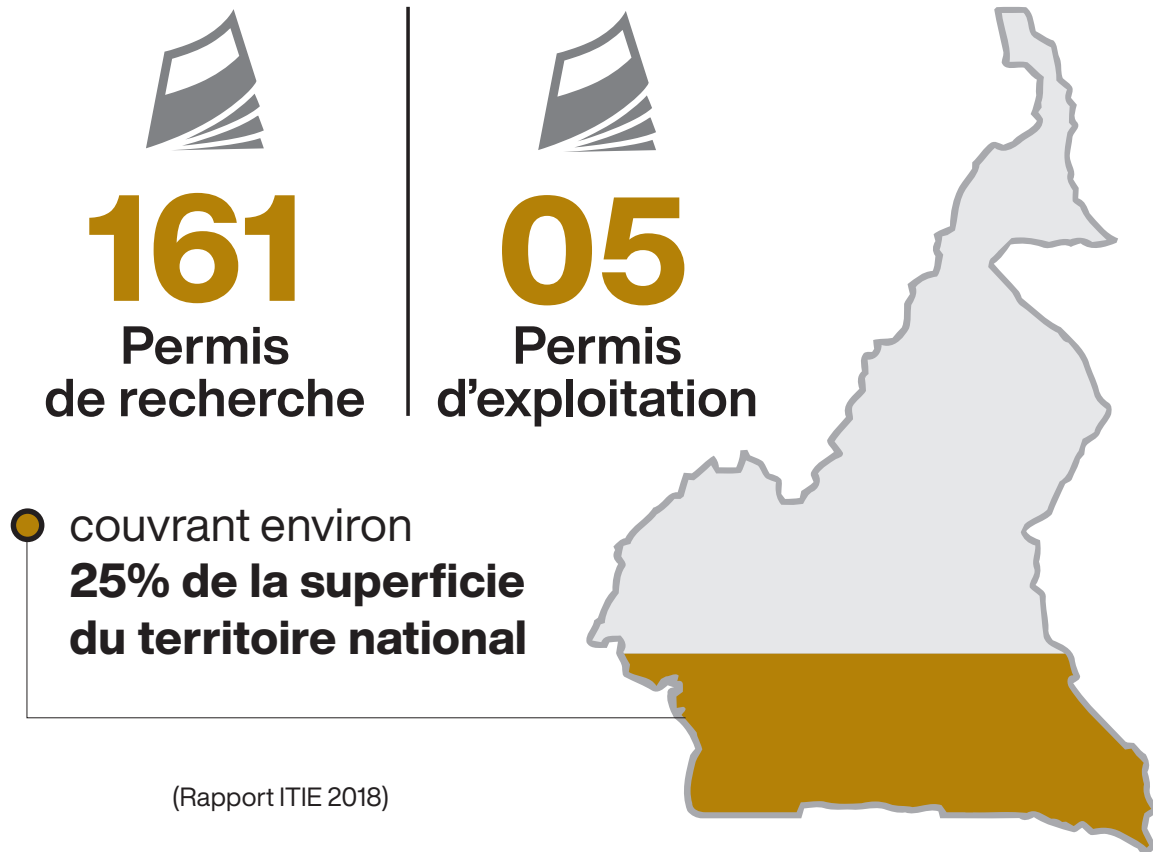 161
Permis
de recherche
05
Permis
d’exploitation
couvrant environ
25% de la superficie
du territoire national
(Rapport ITIE 2018)